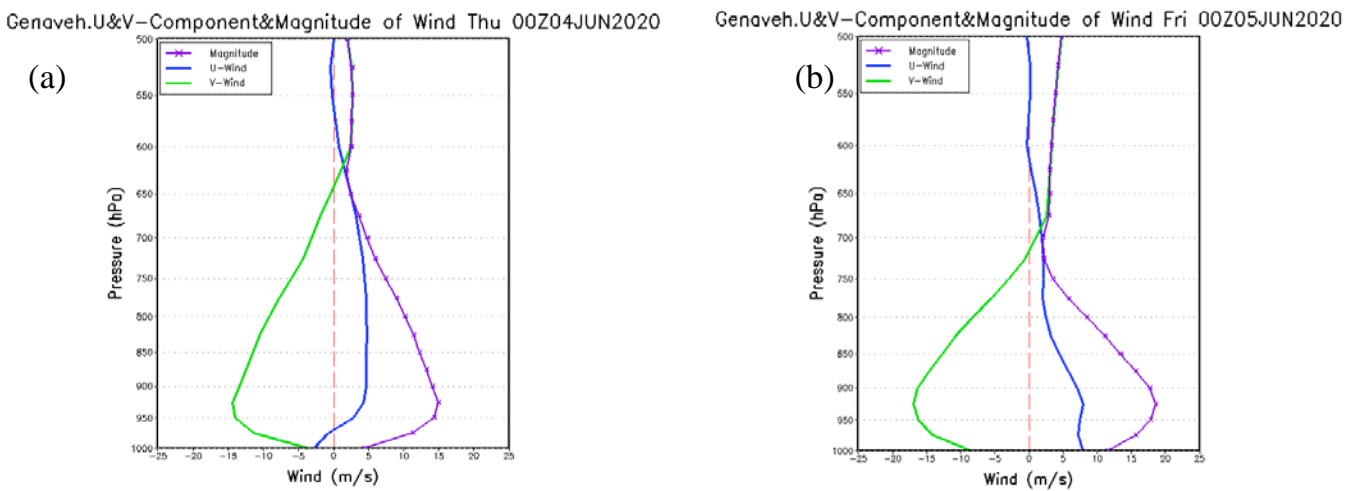 Genaveh.U&V-Component&Magnitude of Wind Thu 00Z04JUN2020
(a)
Magnitude
U-Wind
V-Wind
Pressure (hPa)
500
550
600
650
700
750
800
850
900
950
1000
-25 -20 -15 -10 -5 0 5 10 15 20 25
Wind (m/s)
Genaveh.U&V-Component&Magnitude of Wind Fri 00Z05JUN2020
(b)
Magnitude
U-Wind
V-Wind
Pressure (hPa)
500
550
600
650
700
750
800
850
900
950
1000
-25 -20 -15 -10 -5 0 5 10 15 20 25
Wind (m/s)